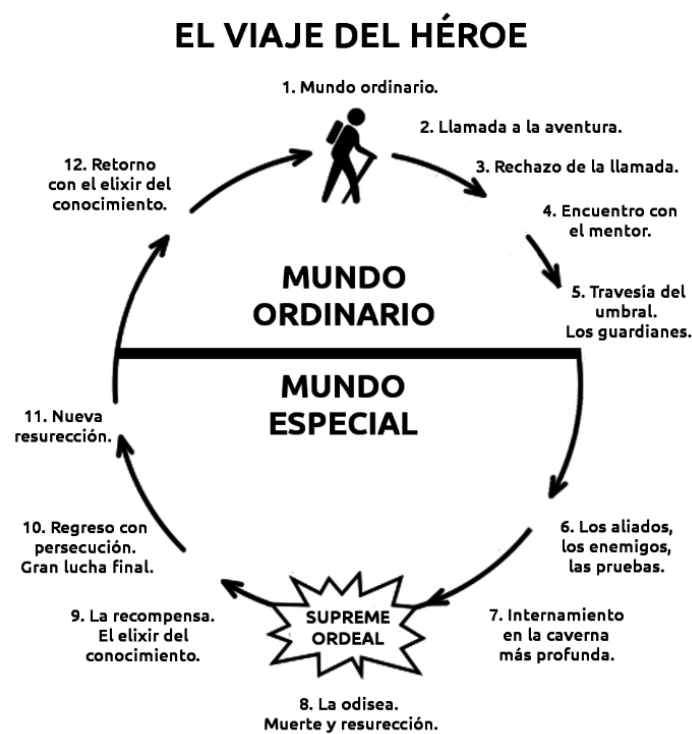 EL VIAJE DEL HÉROE
1. Mundo ordinario.
2. Llamada a la aventura.
3. Rechazo de la llamada.
4. Encuentro con
el mentor.
5. Travesía del
umbral.
Los guardianes.
MUNDO
ORDINARIO
MUNDO
ESPECIAL
6. Los aliados,
los enemigos,
las pruebas.
7. Internamiento
en la caverna
más profunda.
SUPREME
ORDEAL
8. La odisea.
Muerte y resurección.
9. La recompensa.
El elixir del
conocimiento.
10. Regreso con
persecución.
Gran lucha final.
11. Nueva
resurección.
12. Retorno
con el elixir del
conocimiento.